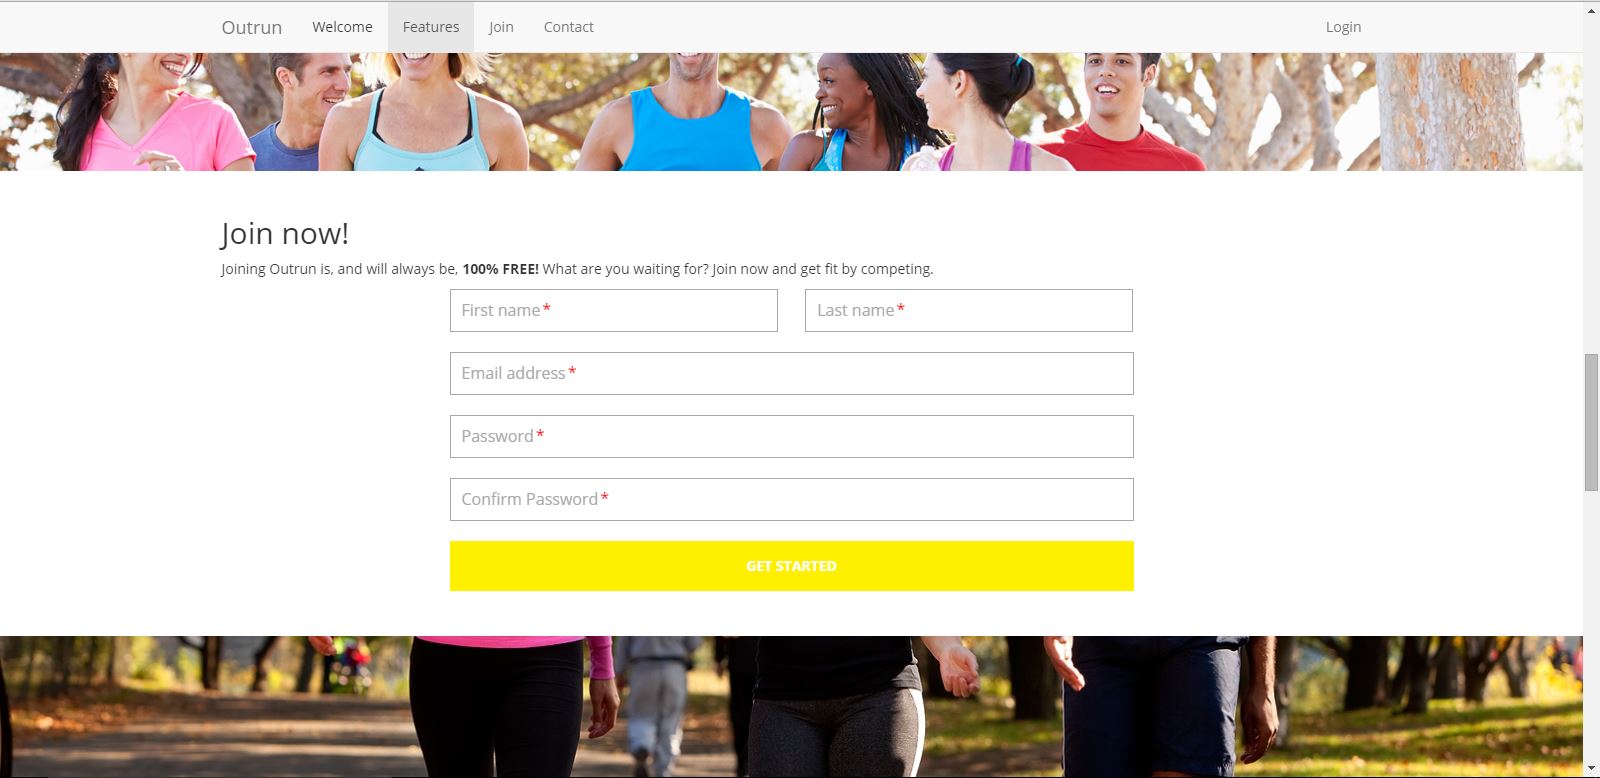 Outrun Welcome Features Join Contact Login
Join now!
Joining Outrun is, and will always be, 100% FREE! What are you waiting for? Join now and get fit by competing.
First name* Last name*
Email address*
Password*
Confirm Password*
GET STARTED